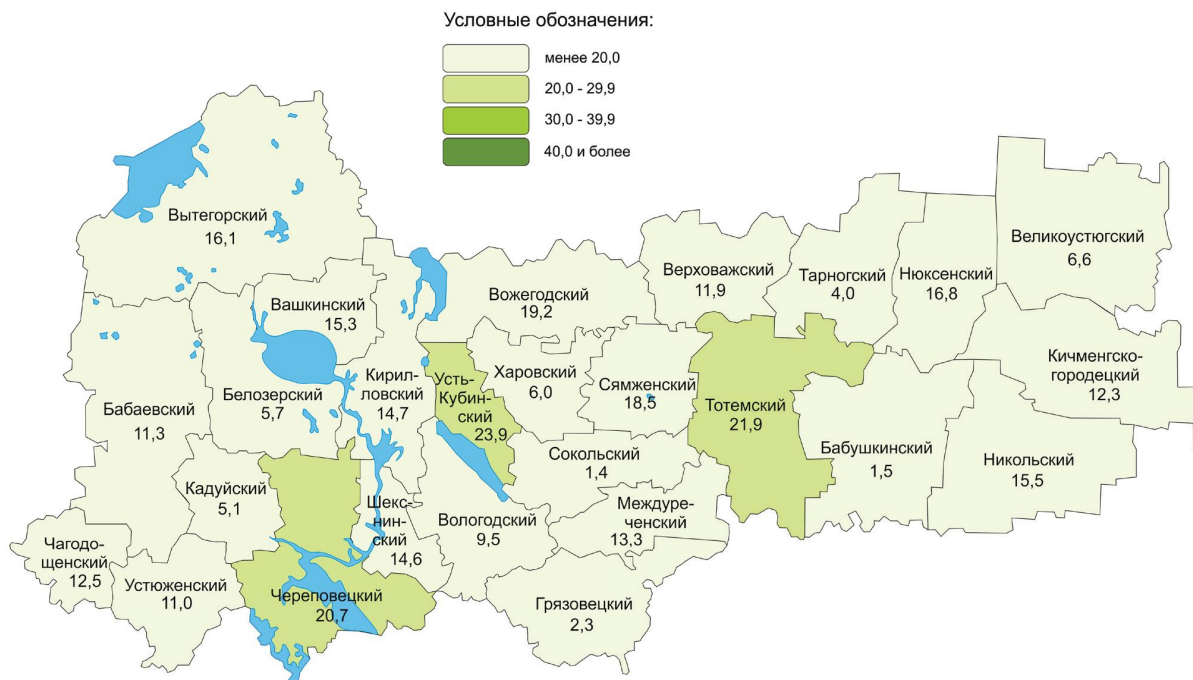 Условные обозначения:
менее 20,0
20,0 - 29,9
30,0 - 39,9
40,0 и более
Вытегорский
16,1
Великоустюгский
6,6
Верховажский
11,9
Тарногский
4,0
Нюксенский
16,8
Вашкинский
15,3
Вожегодский
19,2
Кичменгско-
городецкий
12,3
Бабаевский
11,3
Белозерский
5,7
Кирил-
ловский
14,7
Усть-
Кубин-
ский
23,9
Харовский
6,0
Сямженский
18,5
Тотемский
21,9
Бабушкинский
1,5
Никольский
15,5
Сокольский
1,4
Кадуйский
5,1
Шекс-
нин-
ский
14,6
Вологодский
9,5
Междуре-
ченский
13,3
Чагодо-
щенский
12,5
Устюженский
11,0
Череповецкий
20,7
Грязовецкий
2,3